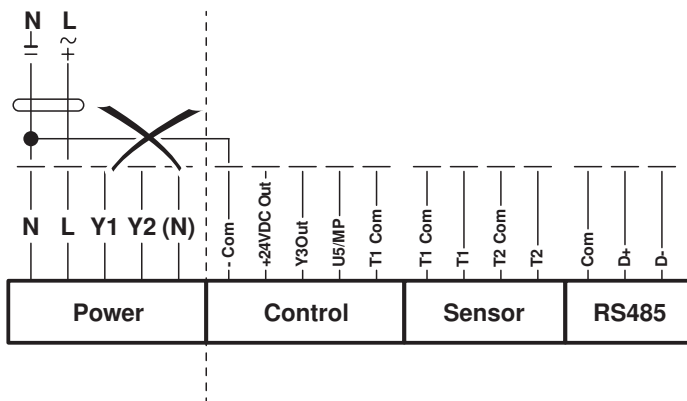 N L
⊥ ~
= +
N L Y1 Y2 (N)
- Com
+24VDC Out
Y3Out
U5/MP
T1 Com
T1 Com
T1
T2 Com
T2
Com
D+
D-
Power Control Sensor RS485